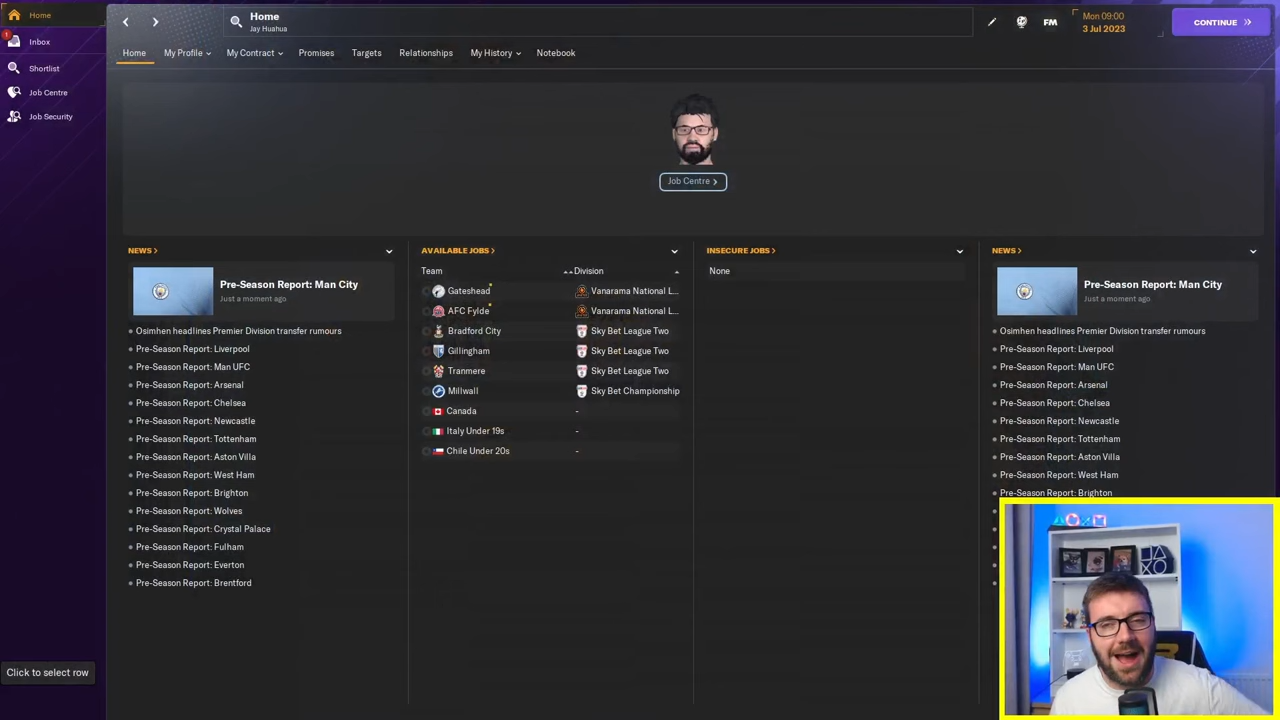 Home
1
Inbox
Shortlist
Job Centre
Job Security
Home
Jay Huahua
FM
Mon 09:00
3 Jul 2023
CONTINUE
Home
My Profile
My Contract
Promises
Targets
Relationships
My History
Notebook
Job Centre >
NEWS >
Pre-Season Report: Man City
Just a moment ago
Osimhen headlines Premier Division transfer rumours
Pre-Season Report: Liverpool
Pre-Season Report: Man UFC
Pre-Season Report: Arsenal
Pre-Season Report: Chelsea
Pre-Season Report: Newcastle
Pre-Season Report: Tottenham
Pre-Season Report: Aston Villa
Pre-Season Report: West Ham
Pre-Season Report: Brighton
Pre-Season Report: Wolves
Pre-Season Report: Crystal Palace
Pre-Season Report: Fulham
Pre-Season Report: Everton
Pre-Season Report: Brentford
AVAILABLE JOBS >
Team Division
Gateshead Vanarama National L...
AFC Fylde Vanarama National L...
Bradford City Sky Bet League Two
Gillingham Sky Bet League Two
Tranmere Sky Bet League Two
Millwall Sky Bet Championship
Canada -
Italy Under 19s -
Chile Under 20s -
INSECURE JOBS >
None
NEWS >
Pre-Season Report: Man City
Just a moment ago
Osimhen headlines Premier Division transfer rumours
Pre-Season Report: Liverpool
Pre-Season Report: Man UFC
Pre-Season Report: Arsenal
Pre-Season Report: Chelsea
Pre-Season Report: Newcastle
Pre-Season Report: Tottenham
Pre-Season Report: Aston Villa
Pre-Season Report: West Ham
Pre-Season Report: Brighton
Click to select row